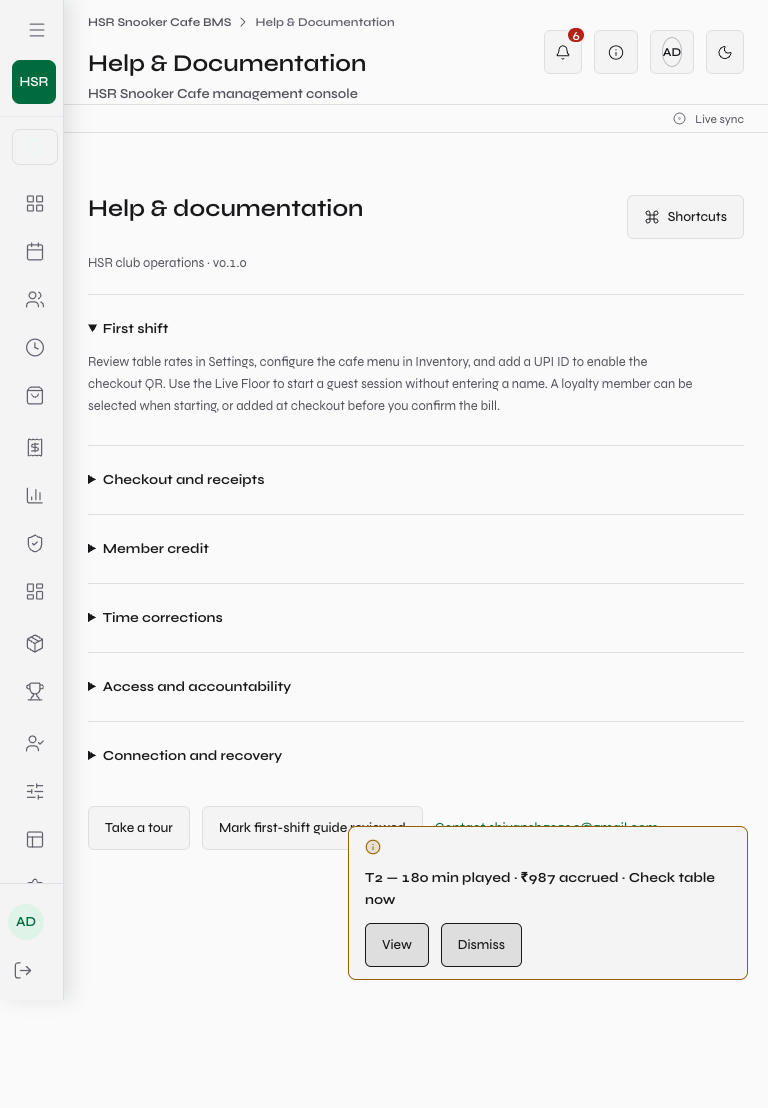 HSR Snooker Cafe BMS > Help & Documentation
Help & Documentation
HSR Snooker Cafe management console
6
AD
HSR
Live sync
Help & documentation
Shortcuts
HSR club operations · v0.1.0
First shift
Review table rates in Settings, configure the cafe menu in Inventory, and add a UPI ID to enable the
checkout QR. Use the Live Floor to start a guest session without entering a name. A loyalty member can be
selected when starting, or added at checkout before you confirm the bill.
Checkout and receipts
Member credit
Time corrections
Access and accountability
Connection and recovery
Take a tour
Mark first-shift guide reviewed
Contact
T2 — 180 min played · ₹987 accrued · Check table
now
View
Dismiss
AD